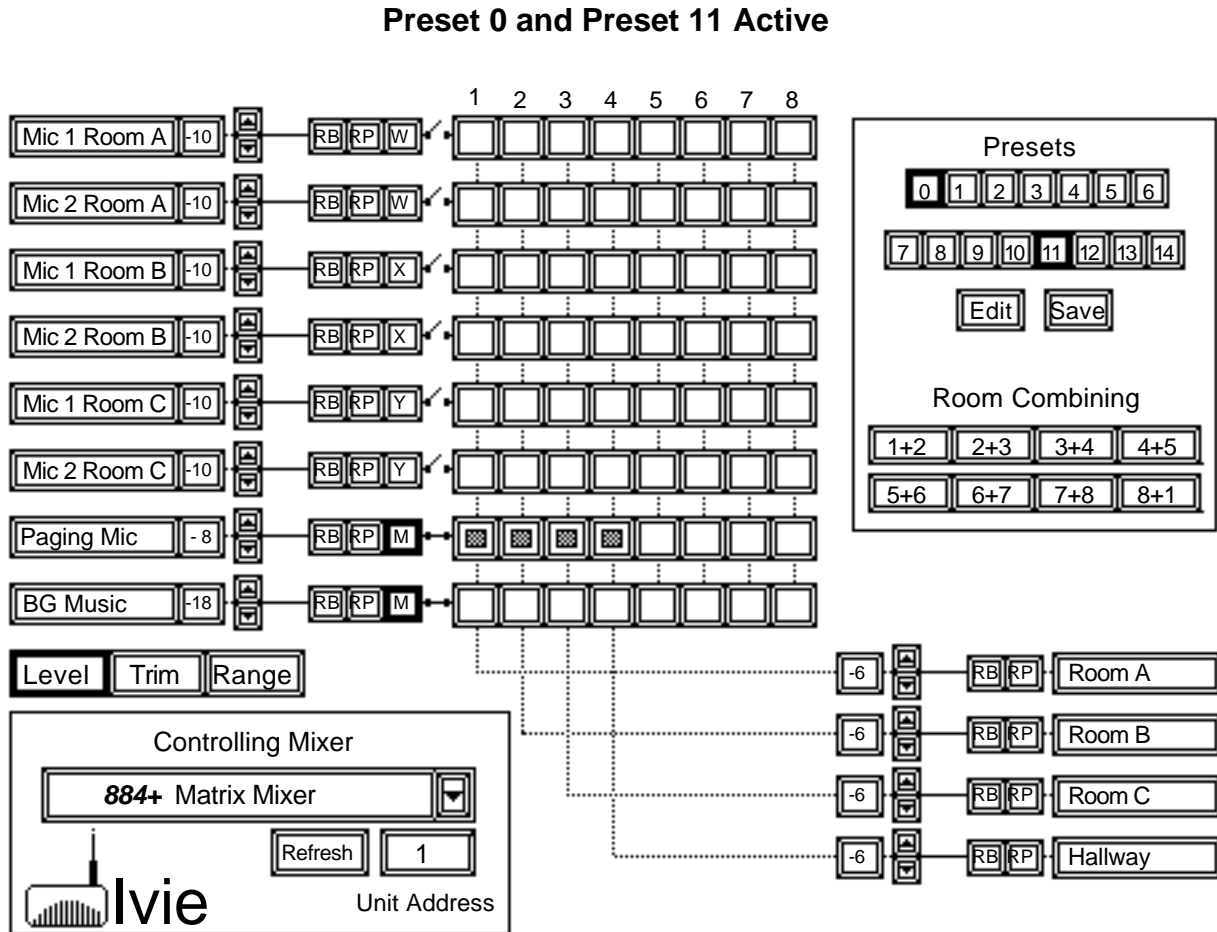 Preset 0 and Preset 11 Active
1 2 3 4 5 6 7 8
Mic 1 Room A -10 RB RP W
Mic 2 Room A -10 RB RP W
Mic 1 Room B -10 RB RP X
Mic 2 Room B -10 RB RP X
Mic 1 Room C -10 RB RP Y
Mic 2 Room C -10 RB RP Y
Paging Mic - 8 RB RP M
BG Music -18 RB RP M
Presets
0 1 2 3 4 5 6
7 8 9 10 11 12 13 14
Edit Save
Room Combining
1+2 2+3 3+4 4+5
5+6 6+7 7+8 8+1
Level Trim Range
-6 RB RP Room A
-6 RB RP Room B
-6 RB RP Room C
-6 RB RP Hallway
Controlling Mixer
884+ Matrix Mixer
Refresh 1
Ivie Unit Address